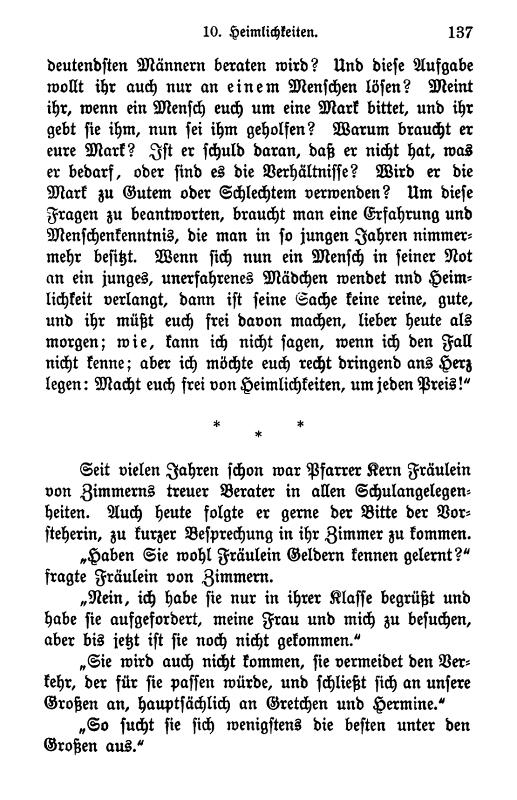 10. Heimlichkeiten. 137
deutendsten Männern beraten wird? Und diese Aufgabe
wollt ihr auch nur an einem Menschen lösen? Meint
ihr, wenn ein Mensch euch um eine Mark bittet, und ihr
gebt sie ihm, nun sei ihm geholfen? Warum braucht er
eure Mark? Ist er schuld daran, daß er nicht hat, was
er bedarf, oder sind es die Verhältnisse? Wird er die
Mark zu Gutem oder Schlechtem verwenden? Um diese
Fragen zu beantworten, braucht man eine Erfahrung und
Menschenkenntnis, die man in so jungen Jahren nimmer-
mehr besitzt. Wenn sich nun ein Mensch in seiner Not
an ein junges, unerfahrenes Mädchen wendet nnd Heim-
lichkeit verlangt, dann ist seine Sache keine reine, gute,
und ihr müßt euch frei davon machen, lieber heute als
morgen; wie, kann ich nicht sagen, wenn ich den Fall
nicht kenne; aber ich möchte euch recht dringend ans Herz
legen: Macht euch frei von Heimlichkeiten, um jeden Preis!“
* * *
Seit vielen Jahren schon war Pfarrer Kern Fräulein
von Zimmerns treuer Berater in allen Schulangelegen-
heiten. Auch heute folgte er gerne der Bitte der Vor-
steherin, zu kurzer Besprechung in ihr Zimmer zu kommen.
„Haben Sie wohl Fräulein Geldern kennen gelernt?“
fragte Fräulein von Zimmern.
„Nein, ich habe sie nur in ihrer Klasse begrüßt und
habe sie aufgefordert, meine Frau und mich zu besuchen,
aber bis jetzt ist sie noch nicht gekommen.“
„Sie wird auch nicht kommen, sie vermeidet den Ver-
kehr, der für sie passen würde, und schließt sich an unsere
Großen an, hauptsächlich an Gretchen und Hermine.“
„So sucht sie sich wenigstens die besten unter den
Großen aus.“